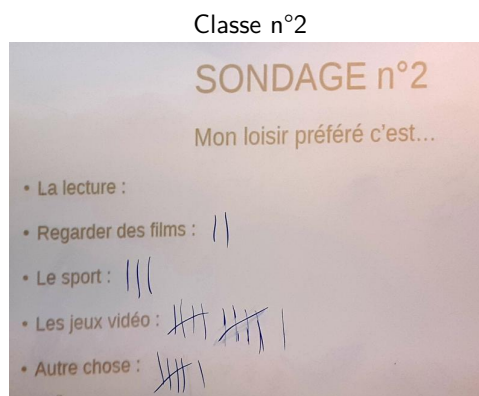 Classe n°2
SONDAGE n°2
Mon loisir préféré c'est...
• La lecture :
• Regarder des films : ||
• Le sport : |||
• Les jeux vidéo :
• Autre chose :